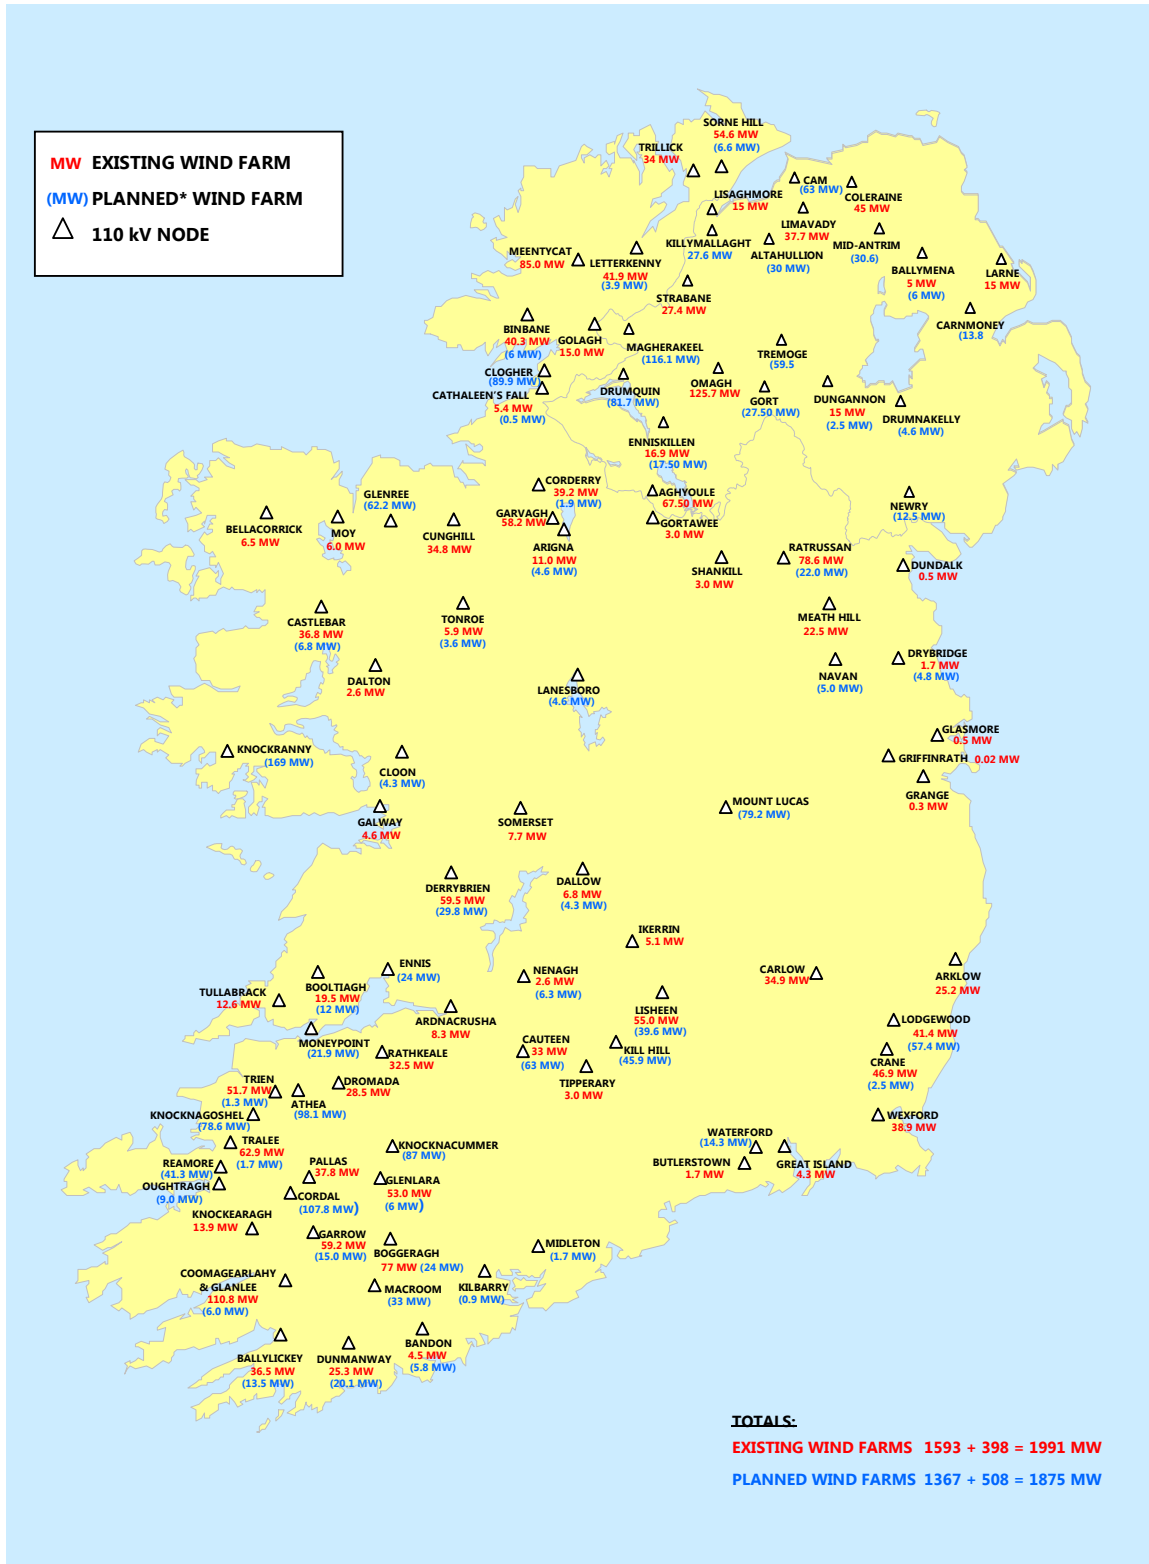 MW EXISTING WIND FARM
(MW) PLANNED* WIND FARM
110 kV NODE
SORNE HILL
54.6 MW
(6.6 MW)
TRILLICK
34 MW
CAM
(63 MW)
COLERAINE
45 MW
LISAGHMORE
15 MW
LIMAVADY
37.7 MW
KILLYMALLAGHT
27.6 MW
ALTAHULLION
(30 MW)
MID-ANTRIM
(30.6)
MEENTYCAT
85.0 MW
LETTERKENNY
41.9 MW
(3.9 MW)
BALLYMENA
5 MW
(6 MW)
LARNE
15 MW
STRABANE
27.4 MW
CARNMONEY
(13.8
BINBANE
40.3 MW
(6 MW)
GOLAGH
15.0 MW
MAGHERAKEEL
(116.1 MW)
TREMOGE
(59.5
CLOGHER
(89.9 MW)
CATHALEEN'S FALL
5.4 MW
(0.5 MW)
DRUMQUIN
(81.7 MW)
OMAGH
125.7 MW
GORT
(27.50 MW)
DUNGANNON
15 MW
(2.5 MW)
DRUMNAKELLY
(4.6 MW)
ENNISKILLEN
16.9 MW
(17.50 MW)
CORDERRY
39.2 MW
(1.9 MW)
AGHYOULE
67.50 MW
GLENREE
(62.2 MW)
GARVAGH
58.2 MW
GORTAWEE
3.0 MW
NEWRY
(12.5 MW)
BELLACORRICK
6.5 MW
MOY
6.0 MW
CUNGHILL
34.8 MW
ARIGNA
11.0 MW
(4.6 MW)
SHANKILL
3.0 MW
RATRUSSAN
78.6 MW
(22.0 MW)
DUNDALK
0.5 MW
CASTLEBAR
36.8 MW
(6.8 MW)
TONROE
5.9 MW
(3.6 MW)
MEATH HILL
22.5 MW
DALTON
2.6 MW
LANESBORO
(4.6 MW)
NAVAN
(5.0 MW)
DRYBRIDGE
1.7 MW
(4.8 MW)
GLASMORE
0.5 MW
KNOCKRANNY
(169 MW)
CLOON
(4.3 MW)
GRIFFINRATH 0.02 MW
GRANGE
0.3 MW
GALWAY
4.6 MW
SOMERSET
7.7 MW
MOUNT LUCAS
(79.2 MW)
DERRYBRIEN
59.5 MW
(29.8 MW)
DALLOW
6.8 MW
(4.3 MW)
IKERRIN
5.1 MW
ENNIS
(24 MW)
NENAGH
2.6 MW
(6.3 MW)
CARLOW
34.9 MW
ARKLOW
25.2 MW
TULLABRACK
12.6 MW
BOOLTIAGH
19.5 MW
(12 MW)
ARDNACRUSHA
8.3 MW
LISHEEN
55.0 MW
(39.6 MW)
LODGEWOOD
41.4 MW
(57.4 MW)
MONEYPOINT
(21.9 MW)
RATHKEALE
32.5 MW
CAUTEEN
33 MW
(63 MW)
KILL HILL
(45.9 MW)
CRANE
46.9 MW
(2.5 MW)
TRIEN
51.7 MW
(1.3 MW)
DROMADA
28.5 MW
ATHEA
(98.1 MW)
TIPPERARY
3.0 MW
KNOCKNAGOSHEL
(78.6 MW)
WEXFORD
38.9 MW
TRALEE
62.9 MW
(1.7 MW)
KNOCKNACUMMER
(87 MW)
WATERFORD
(14.3 MW)
REAMORE
(41.3 MW)
PALLAS
37.8 MW
BUTLERSTOWN
1.7 MW
GREAT ISLAND
4.3 MW
OUGHTRAGH
(9.0 MW)
CORDAL
(107.8 MW)
GLENLARA
53.0 MW
(6 MW)
KNOCKEARAGH
13.9 MW
GARROW
59.2 MW
(15.0 MW)
BOGGERAGH
77 MW (24 MW)
MIDLETON
(1.7 MW)
COOMAGEARLAHY
& GLANLEE
110.8 MW
(6.0 MW)
MACROOM
(33 MW)
KILBARRY
(0.9 MW)
BALLYLICKEY
36.5 MW
(13.5 MW)
DUNMANWAY
25.3 MW
(20.1 MW)
BANDON
4.5 MW
(5.8 MW)
TOTALS:
EXISTING WIND FARMS 1593 + 398 = 1991 MW
PLANNED WIND FARMS 1367 + 508 = 1875 MW